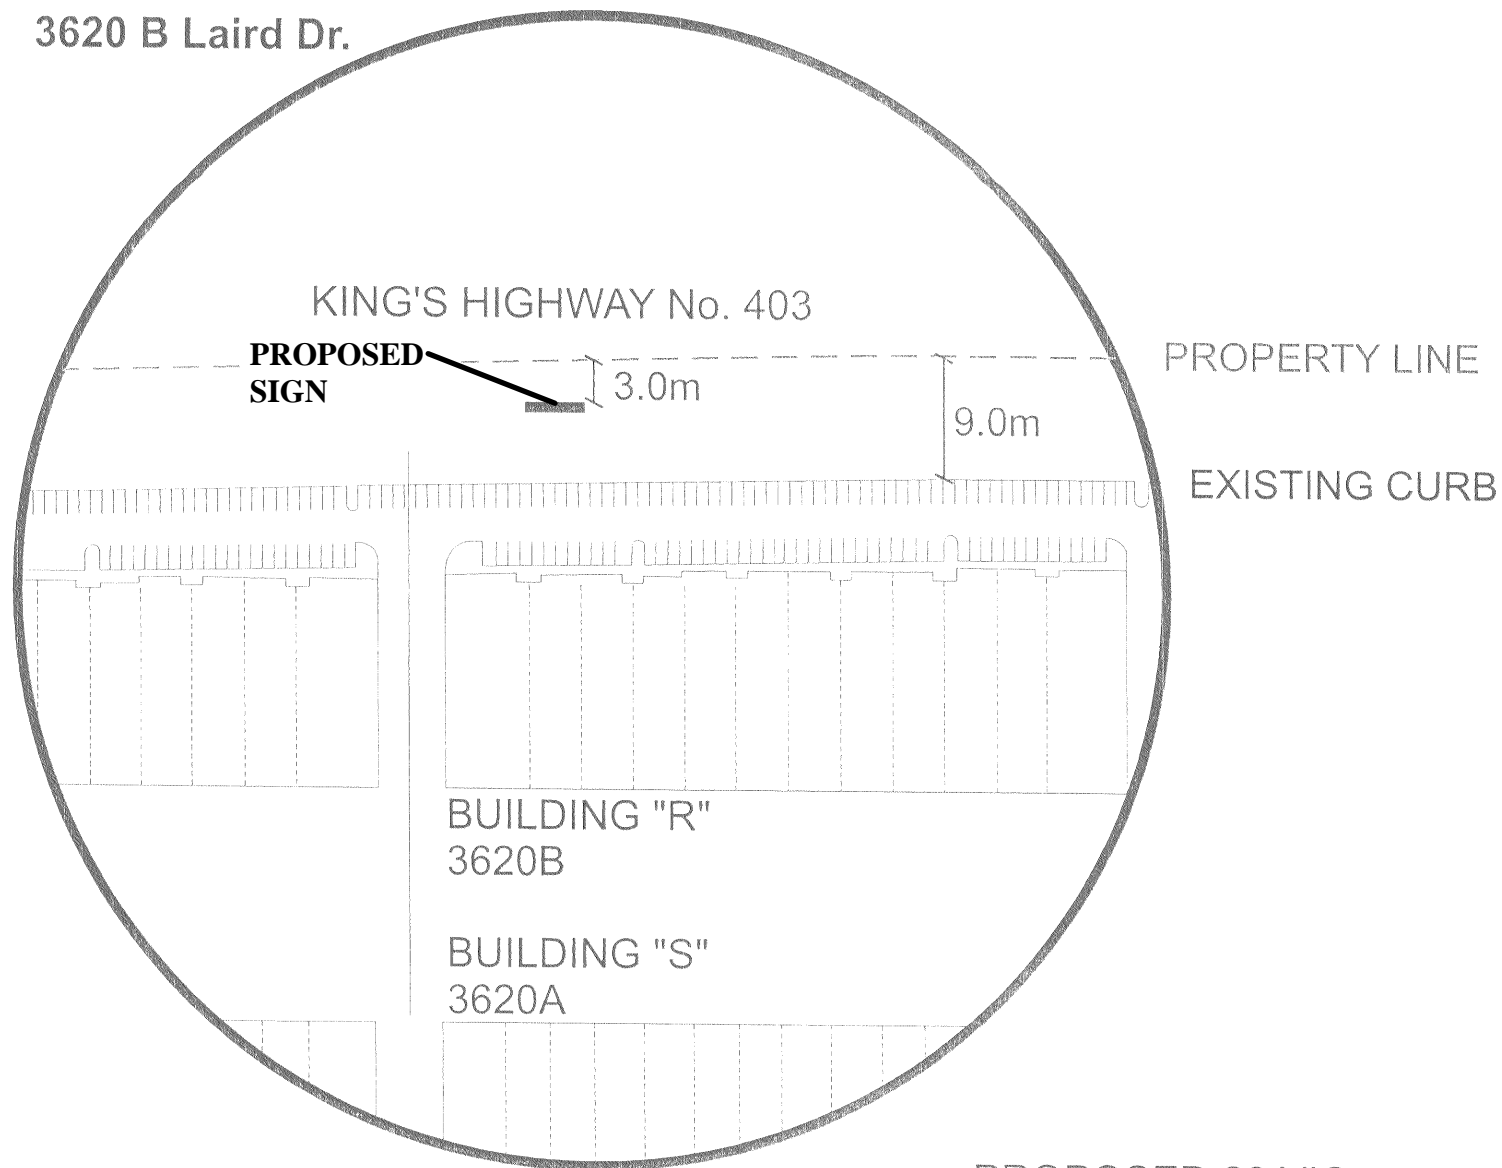 3620 B Laird Dr.
KING'S HIGHWAY No. 403
PROPOSED
SIGN
3.0m
PROPERTY LINE
9.0m
EXISTING CURB
BUILDING "R"
3620B
BUILDING "S"
3620A